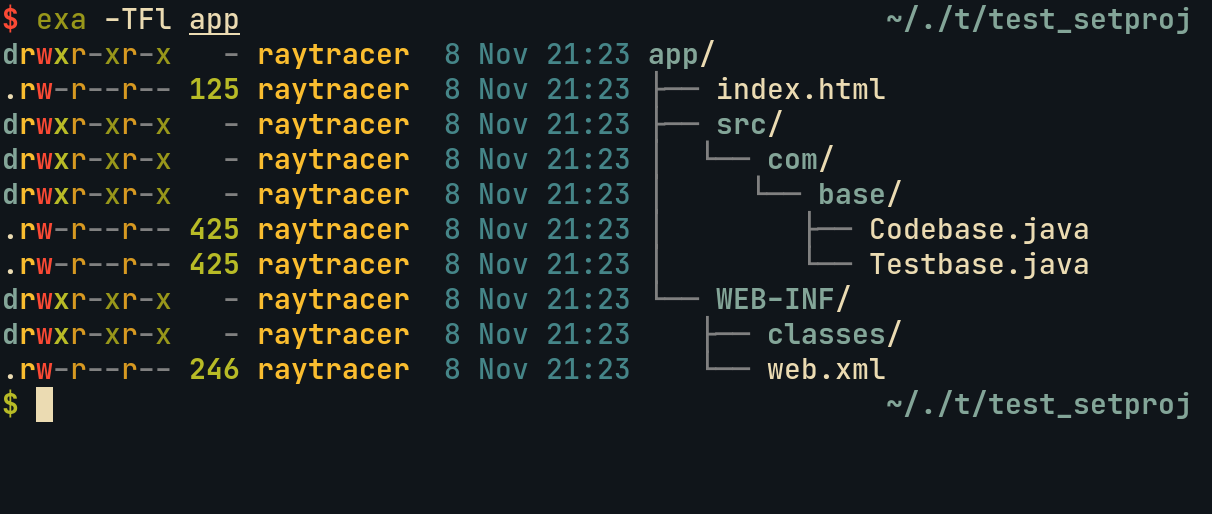 $ exa -TFl app ~/./t/test_setproj
drwxr-xr-x   - raytracer  8 Nov 21:23 app/
.rw-r--r-- 125 raytracer  8 Nov 21:23 ├── index.html
drwxr-xr-x   - raytracer  8 Nov 21:23 ├── src/
drwxr-xr-x   - raytracer  8 Nov 21:23 │  └── com/
drwxr-xr-x   - raytracer  8 Nov 21:23 │     └── base/
.rw-r--r-- 425 raytracer  8 Nov 21:23 │        ├── Codebase.java
.rw-r--r-- 425 raytracer  8 Nov 21:23 │        └── Testbase.java
drwxr-xr-x   - raytracer  8 Nov 21:23 └── WEB-INF/
drwxr-xr-x   - raytracer  8 Nov 21:23    ├── classes/
.rw-r--r-- 246 raytracer  8 Nov 21:23    └── web.xml
$ ~/./t/test_setproj